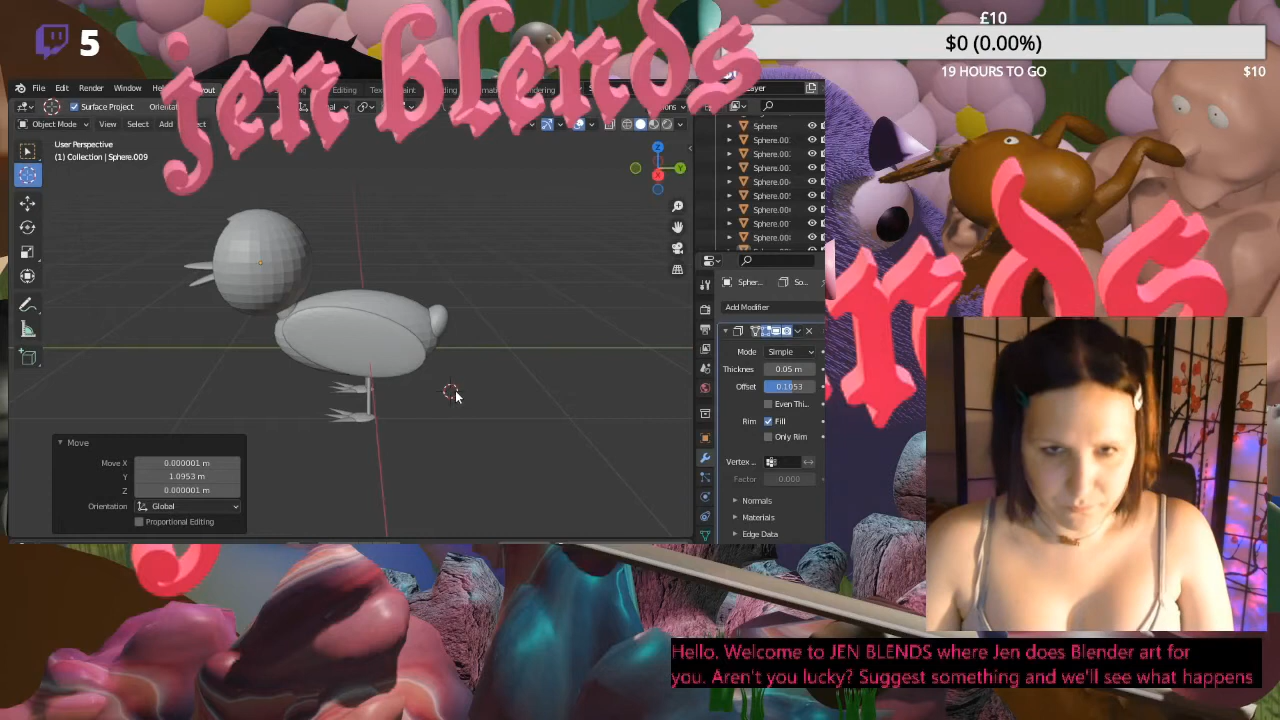 5
jen blends
£10
$0 (0.00%)
19 HOURS TO GO
$10
File Edit Render Window
Surface Project
Object Mode View Select Add
User Perspective
(1) Collection | Sphere.009
Z
Y
X
Sphere
Sphere.00
Sphere.00
Sphere.00
Sphere.00
Sphere.00
Sphere.00
Sphere.00
Sphere.00
Spher...
So...
Add Modifier
Mode Simple
Thicknes 0.05 m
Offset 0.1053
Even Thi...
Rim Fill
Only Rim
Vertex ...
Factor 0.000
Normals
Materials
Edge Data
Move
Move X 0.000001 m
Y 1.0953 m
Z 0.000001 m
Orientation Global
Proportional Editing
Hello. Welcome to JEN BLENDS where Jen does Blender art for
you. Aren't you lucky? Suggest something and we'll see what happens